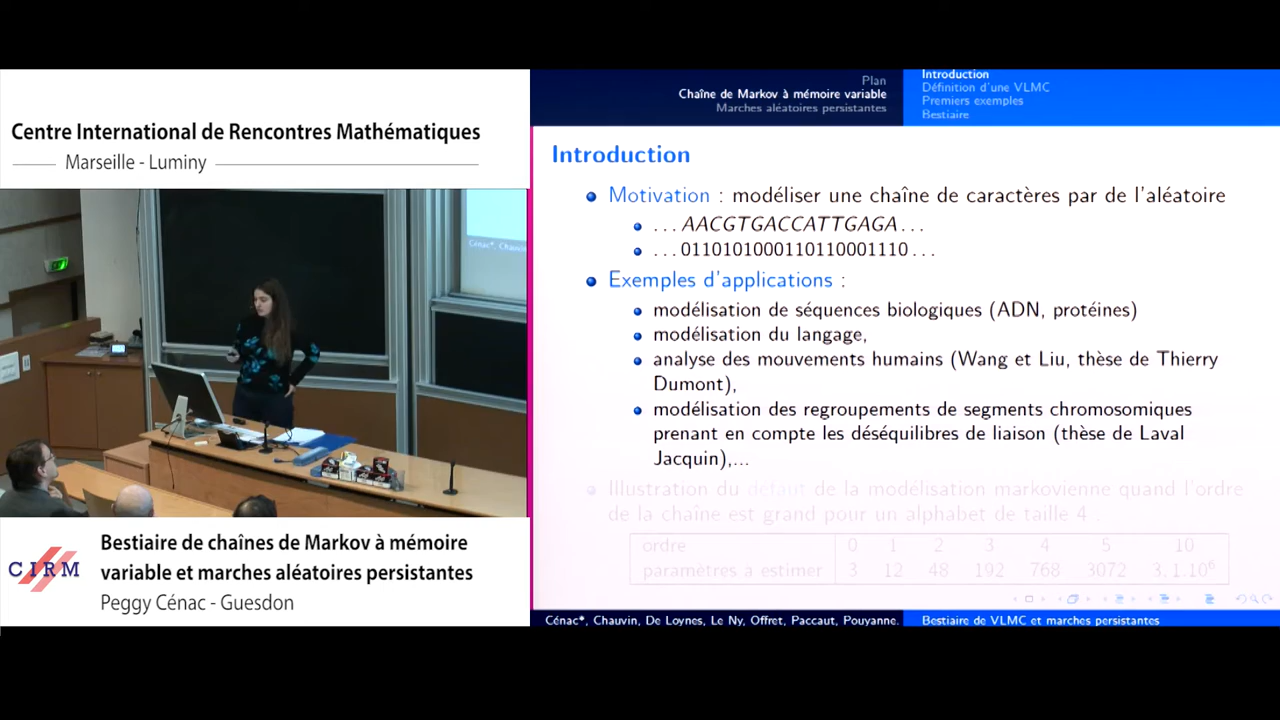 Centre International de Rencontres Mathématiques
Marseille - Luminy
Bestiaire de chaînes de Markov à mémoire
variable et marches aléatoires persistantes
Peggy Cénac - Guesdon
CIRM
Plan
Chaîne de Markov à mémoire variable
Marches aléatoires persistantes
Introduction
Définition d'une VLMC
Premiers exemples
Bestiaire
Introduction
Motivation : modéliser une chaîne de caractères par de l'aléatoire
...AACGTGACCATTGAGA...
...0110101000110110001110...
Exemples d'applications :
modélisation de séquences biologiques (ADN, protéines)
modélisation du langage,
analyse des mouvements humains (Wang et Liu, thèse de Thierry
Dumont),
modélisation des regroupements de segments chromosomiques
prenant en compte les déséquilibres de liaison (thèse de Laval
Jacquin),...
Illustration du défaut de la modélisation markovienne quand l'ordre
de la chaîne est grand pour un alphabet de taille 4 :
ordre 0 1 2 3 4 5 10
paramètres à estimer 3 12 48 192 768 3072 3, 1.10⁶
Cénac*, Chauvin, De Loynes, Le Ny, Offret, Paccaut, Pouyanne.
Bestiaire de VLMC et marches persistantes
Cénac*, Chauvin